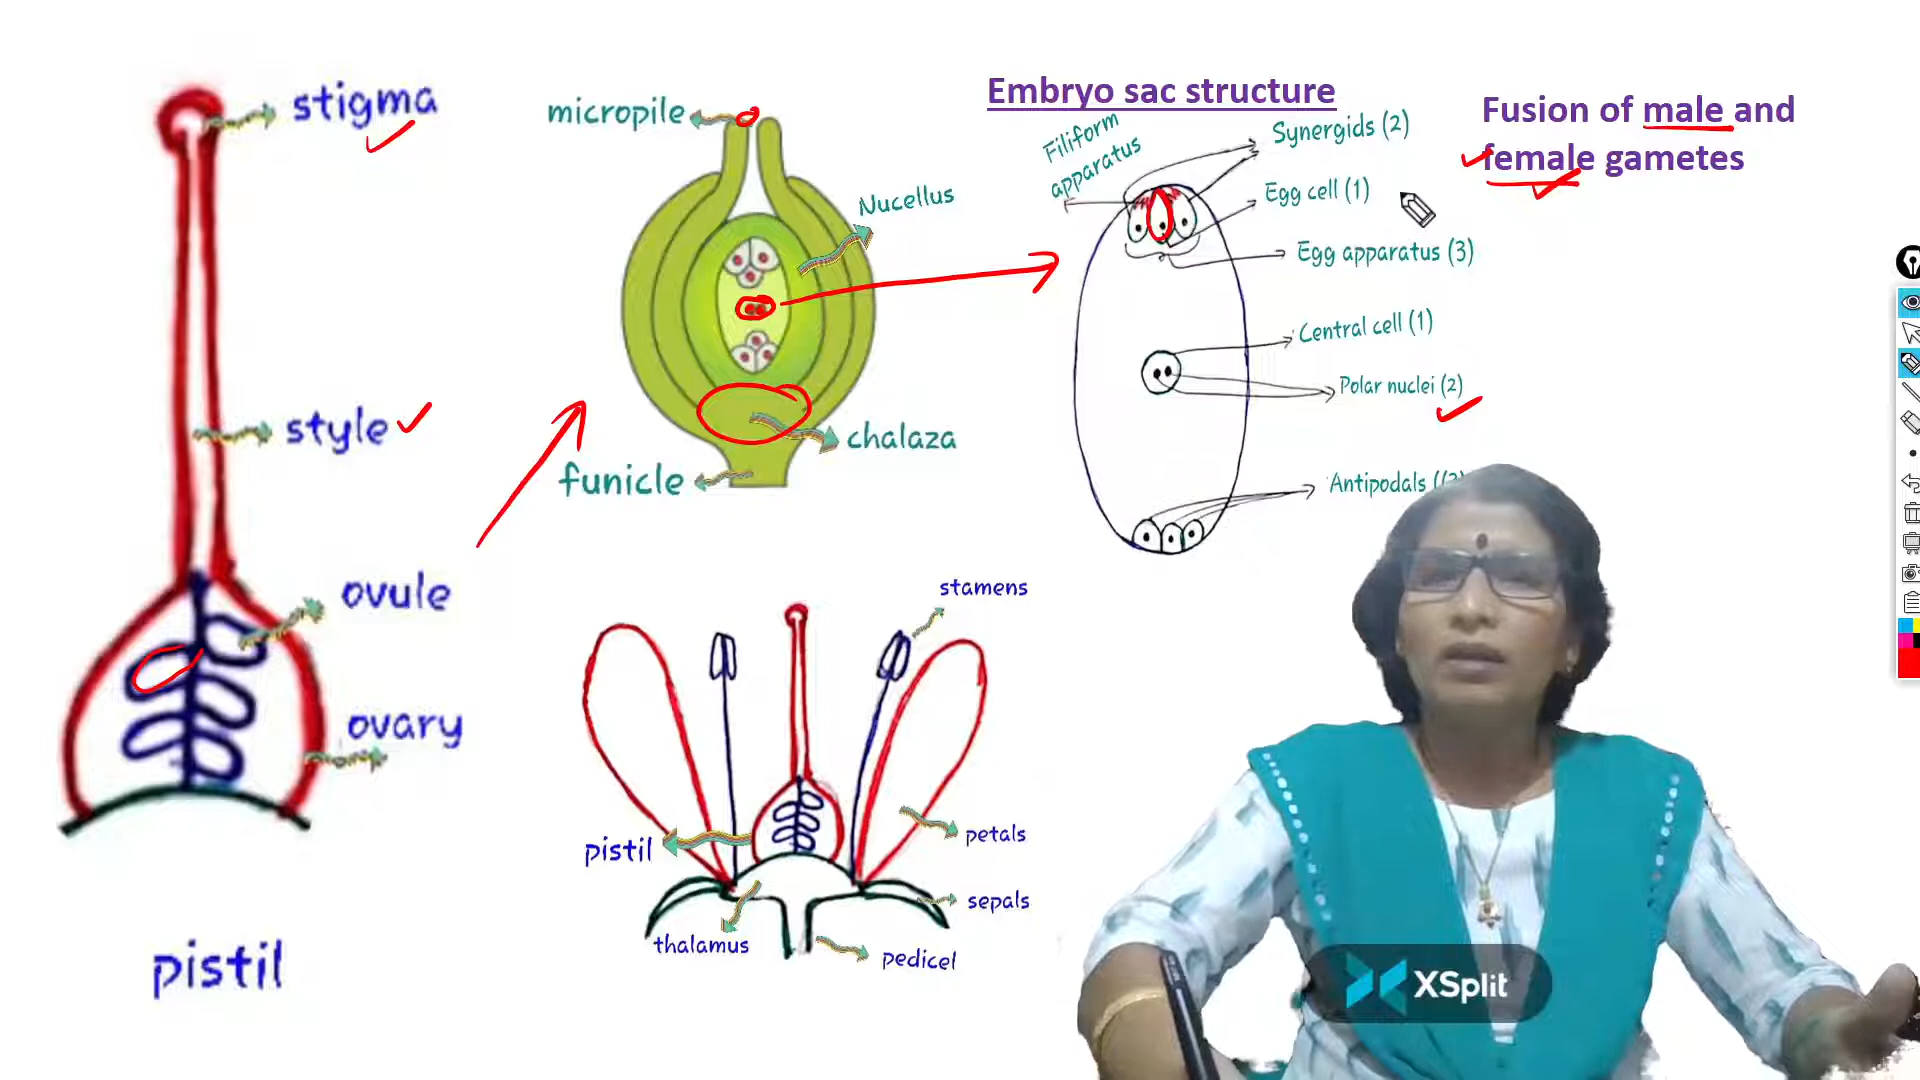 stigma
style
ovule
ovary
pistil
micropile
Nucellus
chalaza
funicle
Embryo sac structure
Filiform
apparatus
Synergids (2)
Egg cell (1)
Egg apparatus (3)
Central cell (1)
Polar nuclei (2)
Antipodals
Fusion of male and
female gametes
stamens
pistil
petals
sepals
thalamus
pedicel
XSplit